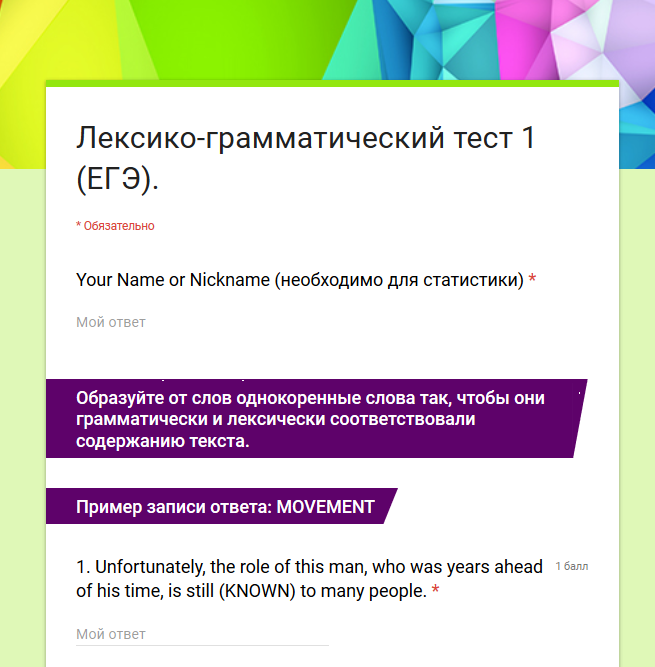 Лексико-грамматический тест 1
(ЕГЭ).
* Обязательно
Your Name or Nickname (необходимо для статистики) *
Мой ответ
Образуйте от слов однокоренные слова так, чтобы они
грамматически и лексически соответствовали
содержанию текста.
Пример записи ответа: MOVEMENT
1. Unfortunately, the role of this man, who was years ahead 1 балл
of his time, is still (KNOWN) to many people. *
Мой ответ